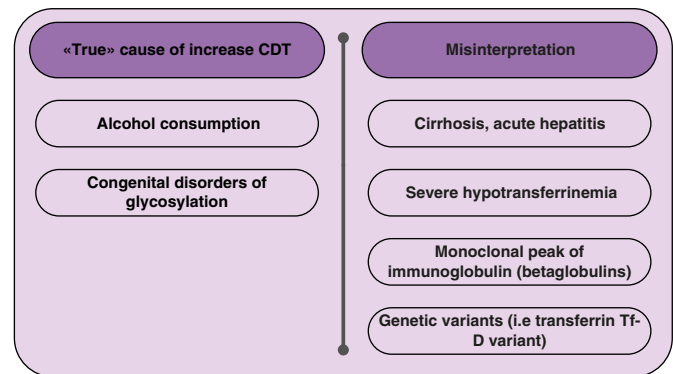 «True» cause of increase CDT
Alcohol consumption
Congenital disorders of
glycosylation
Misinterpretation
Cirrhosis, acute hepatitis
Severe hypotransferrinemia
Monoclonal peak of
immunoglobulin (betaglobulins)
Genetic variants (i.e transferrin Tf-
D variant)